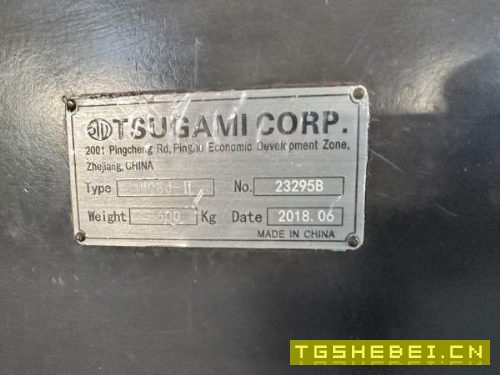 TSUGAMI CORP.
2001 Pingcheng Rd, Pinghu Economic Development Zone,
Zhejiang, CHINA
Type No. 23295B
Weight Kg Date 2018.06
MADE IN CHINA
TGSHEBEI.CN